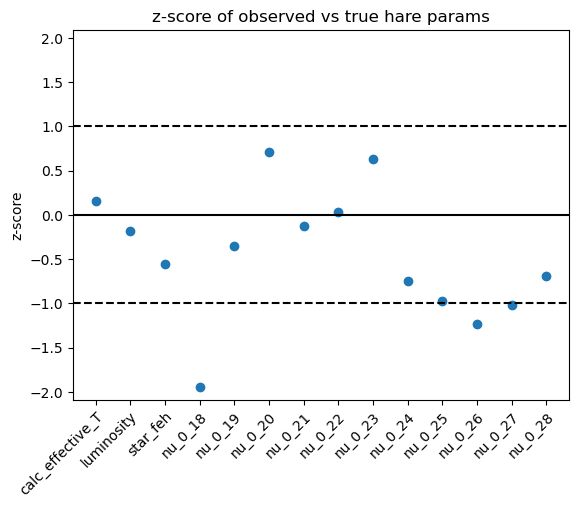 z-score of observed vs true hare params
2.0
1.5
1.0
0.5
0.0
−0.5
−1.0
−1.5
−2.0
z-score
calc_effective_T
luminosity
star_feh
nu_0_18
nu_0_19
nu_0_20
nu_0_21
nu_0_22
nu_0_23
nu_0_24
nu_0_25
nu_0_26
nu_0_27
nu_0_28